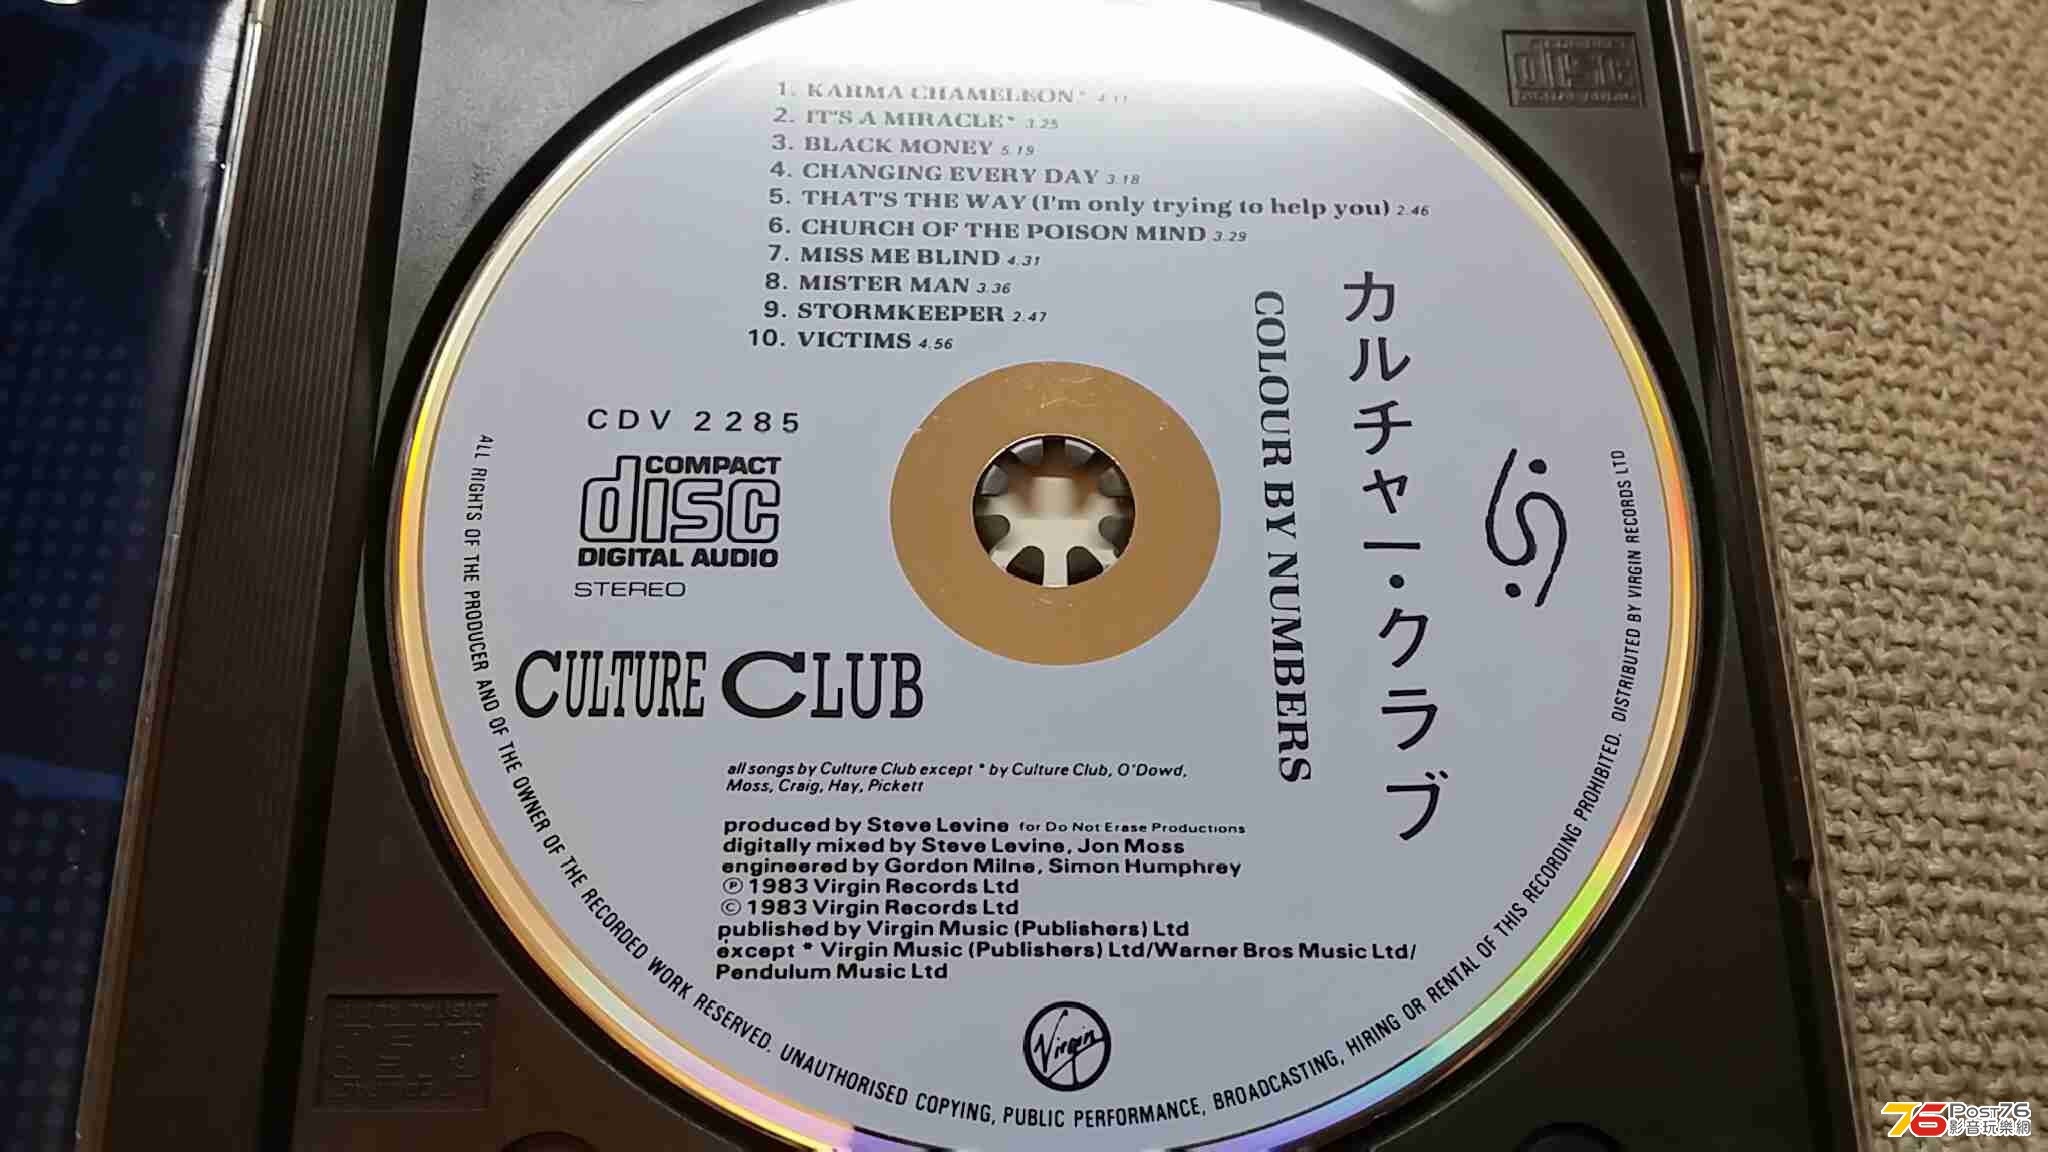 1. KARMA CHAMELEON* 4.11
2. IT'S A MIRACLE* 3.25
3. BLACK MONEY 5.19
4. CHANGING EVERY DAY 3.18
5. THAT'S THE WAY (I'm only trying to help you) 2.46
6. CHURCH OF THE POISON MIND 3.29
7. MISS ME BLIND 4.31
8. MISTER MAN 3.36
9. STORMKEEPER 2.47
10. VICTIMS 4.56
CDV 2285
COMPACT
disc
DIGITAL AUDIO
STEREO
CULTURE CLUB
COLOUR BY NUMBERS
カルチャー・クラブ
all songs by Culture Club except * by Culture Club, O'Dowd,
Moss, Craig, Hay, Pickett
produced by Steve Levine for Do Not Erase Productions
digitally mixed by Steve Levine, Jon Moss
engineered by Gordon Milne, Simon Humphrey
Ⓟ 1983 Virgin Records Ltd
© 1983 Virgin Records Ltd
published by Virgin Music (Publishers) Ltd
except * Virgin Music (Publishers) Ltd/Warner Bros Music Ltd/
Pendulum Music Ltd
Virgin
ALL RIGHTS OF THE PRODUCER AND OF THE OWNER OF THE RECORDED WORK RESERVED. UNAUTHORISED COPYING, PUBLIC PERFORMANCE, BROADCASTING, HIRING OR RENTAL OF THIS RECORDING PROHIBITED. DISTRIBUTED BY VIRGIN RECORDS LTD
COMPACT
disc
DIGITAL AUDIO
76 Post76
影音玩樂網